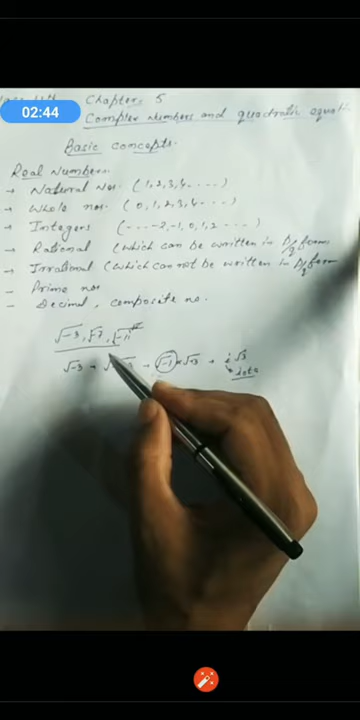 Chapter 5
02:44
Complex Numbers and quadratic equati
Basic concepts.
Real Numbers.
→ Natural Nos. (1,2,3,4-...)
→ Whole nos. (0,1,2,3,4-...)
→ Integers (...-2,-1,0,1,2...)
→ Rational (which can be written in p/q form
→ Irrational (which cannot be written in p/q form
- Prime nos
- Decimal, composite no.
√-3, √-7, √-11
√-3 → √-1 × √3 → i √3
iota